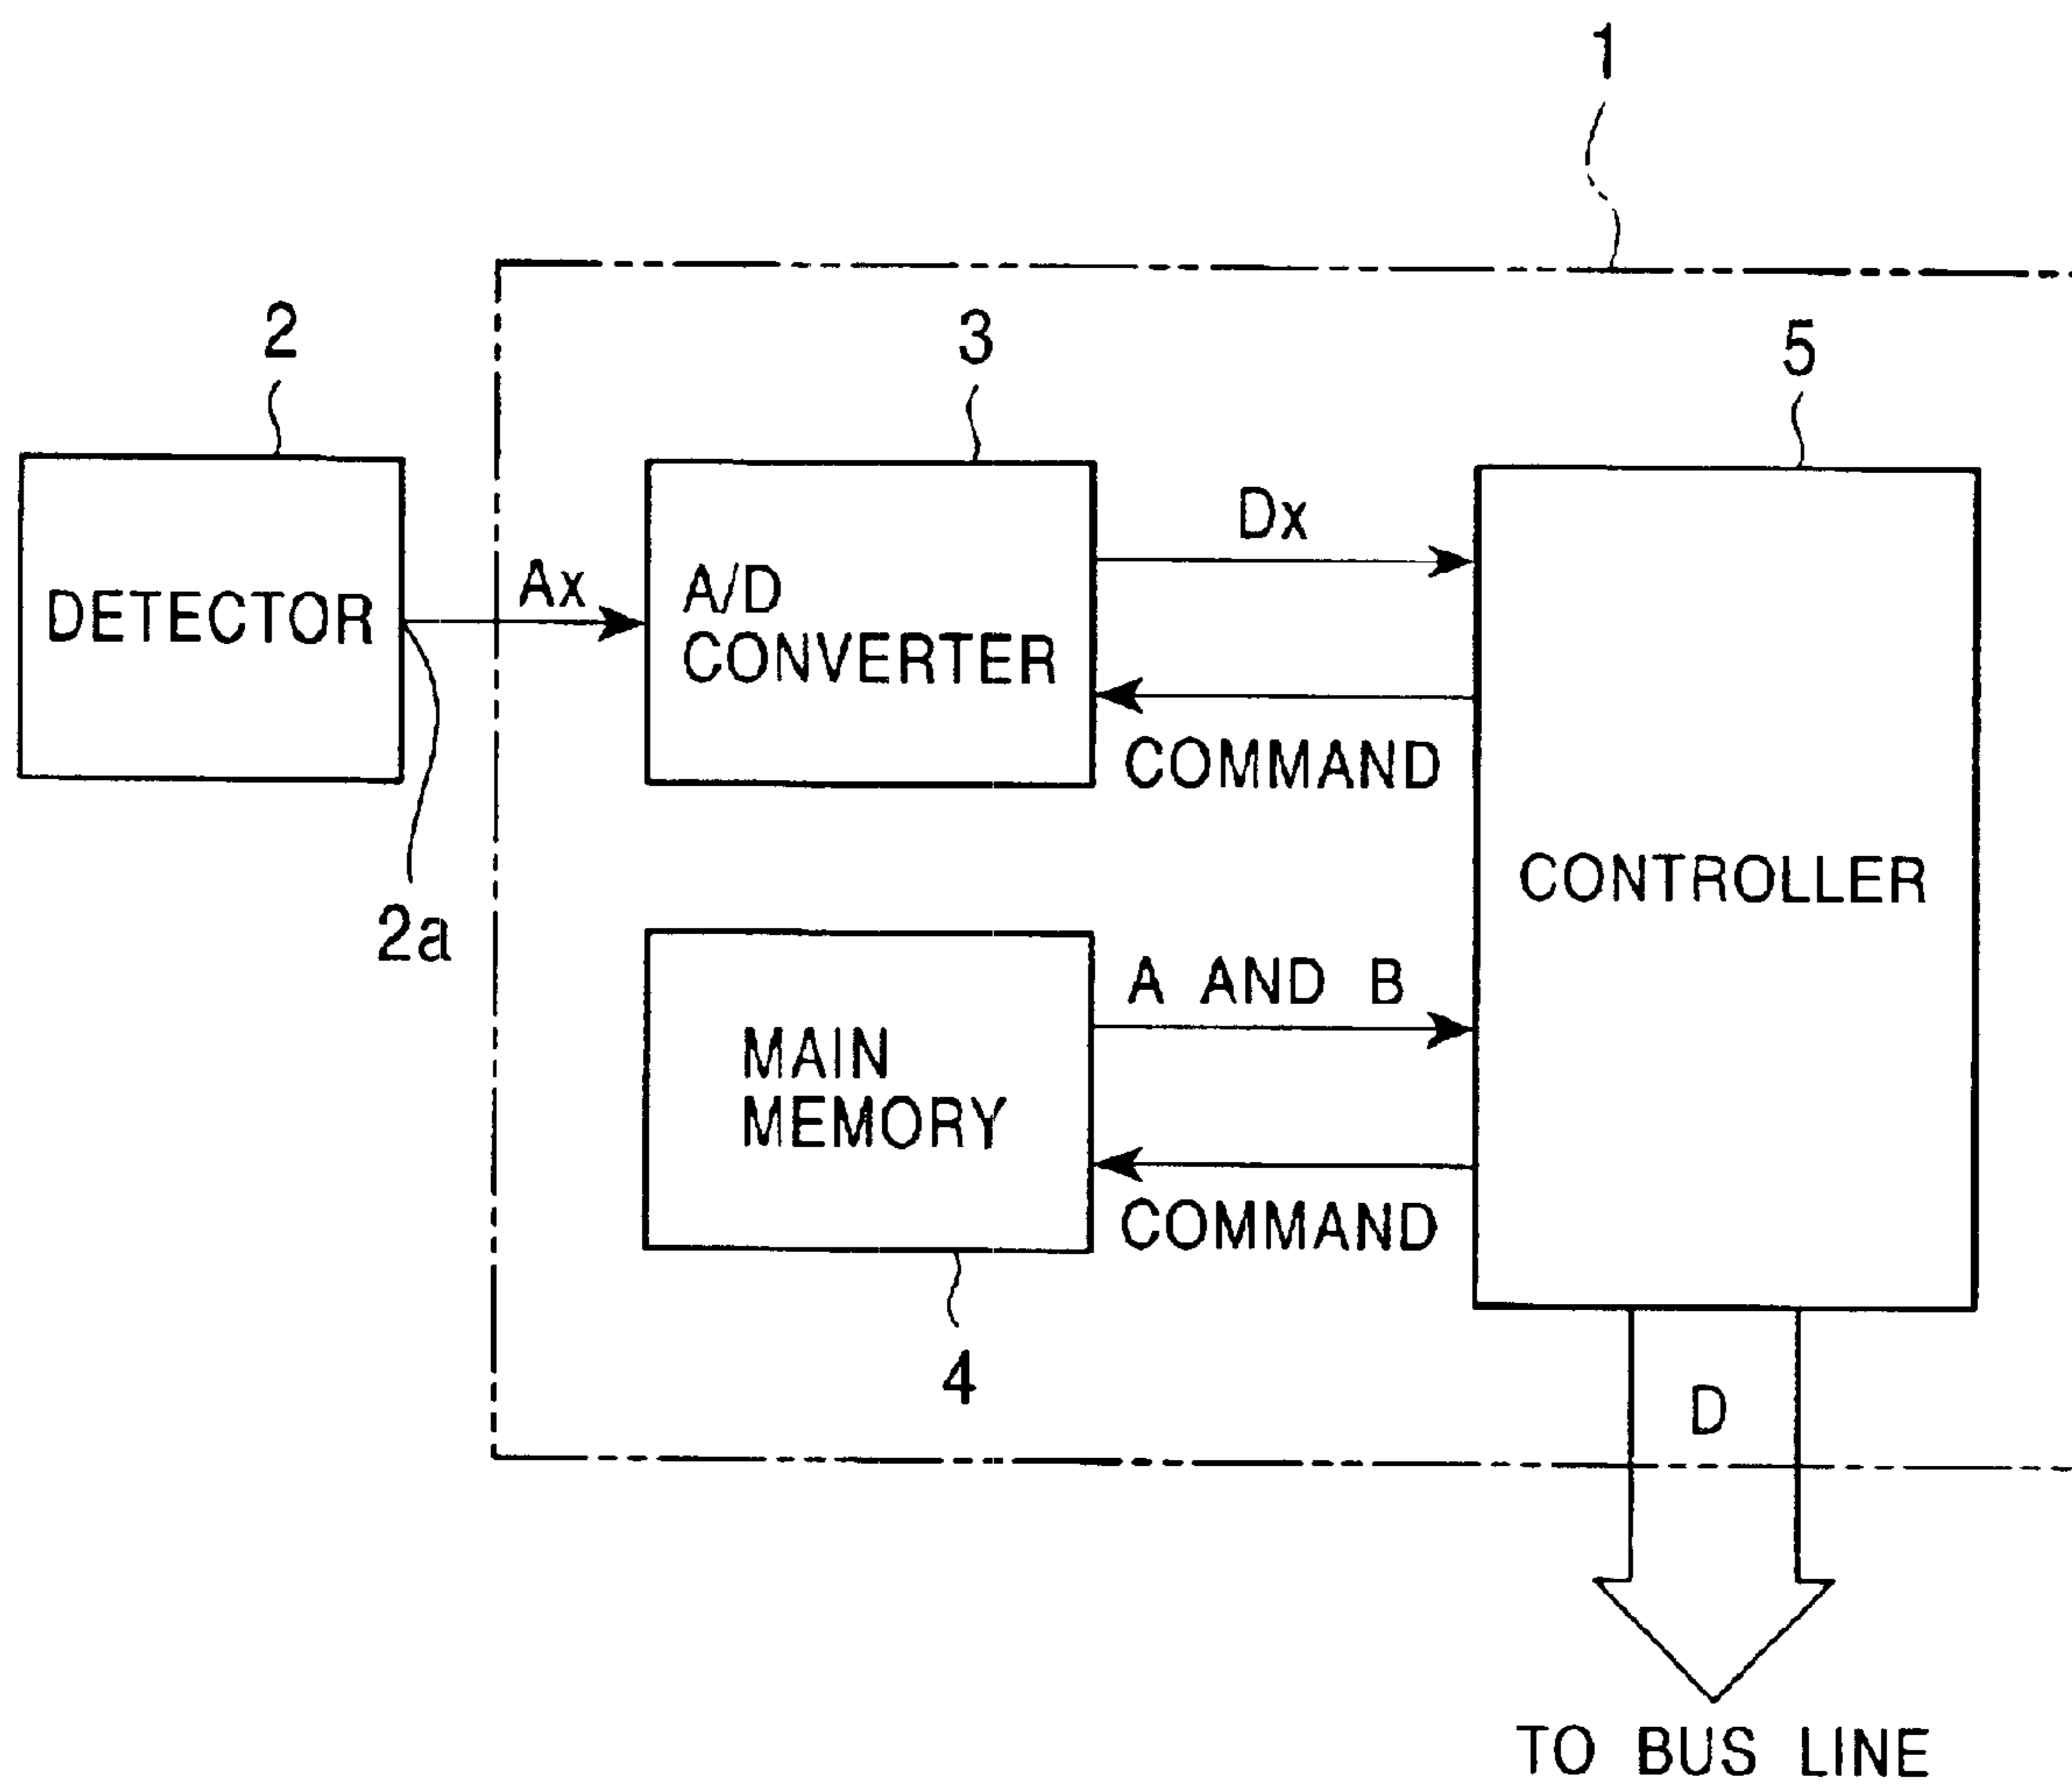 1
2
3
5
DETECTOR
Ax
A/D
CONVERTER
Dx
COMMAND
CONTROLLER
2a
MAIN
MEMORY
A AND B
COMMAND
4
D
TO BUS LINE